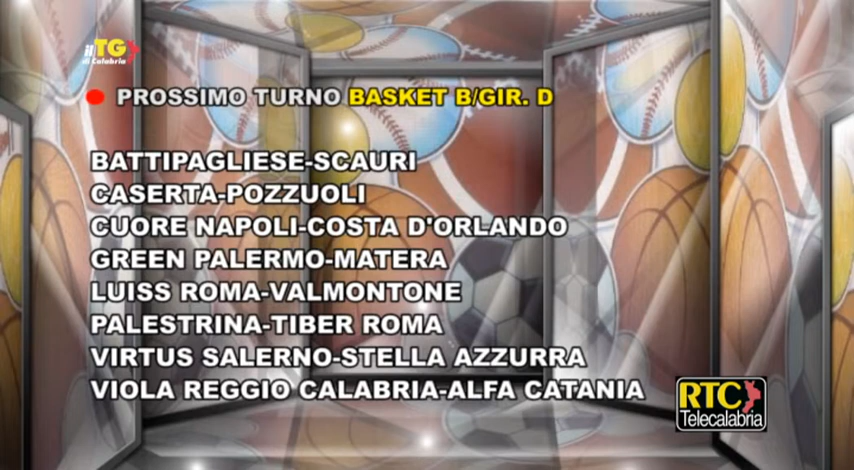 il TG
di Calabria
PROSSIMO TURNO BASKET B/GIR. D
BATTIPAGLIESE-SCAURI
CASERTA-POZZUOLI
CUORE NAPOLI-COSTA D'ORLANDO
GREEN PALERMO-MATERA
LUISS ROMA-VALMONTONE
PALESTRINA-TIBER ROMA
VIRTUS SALERNO-STELLA AZZURRA
VIOLA REGGIO CALABRIA-ALFA CATANIA
RTC
Telecalabria